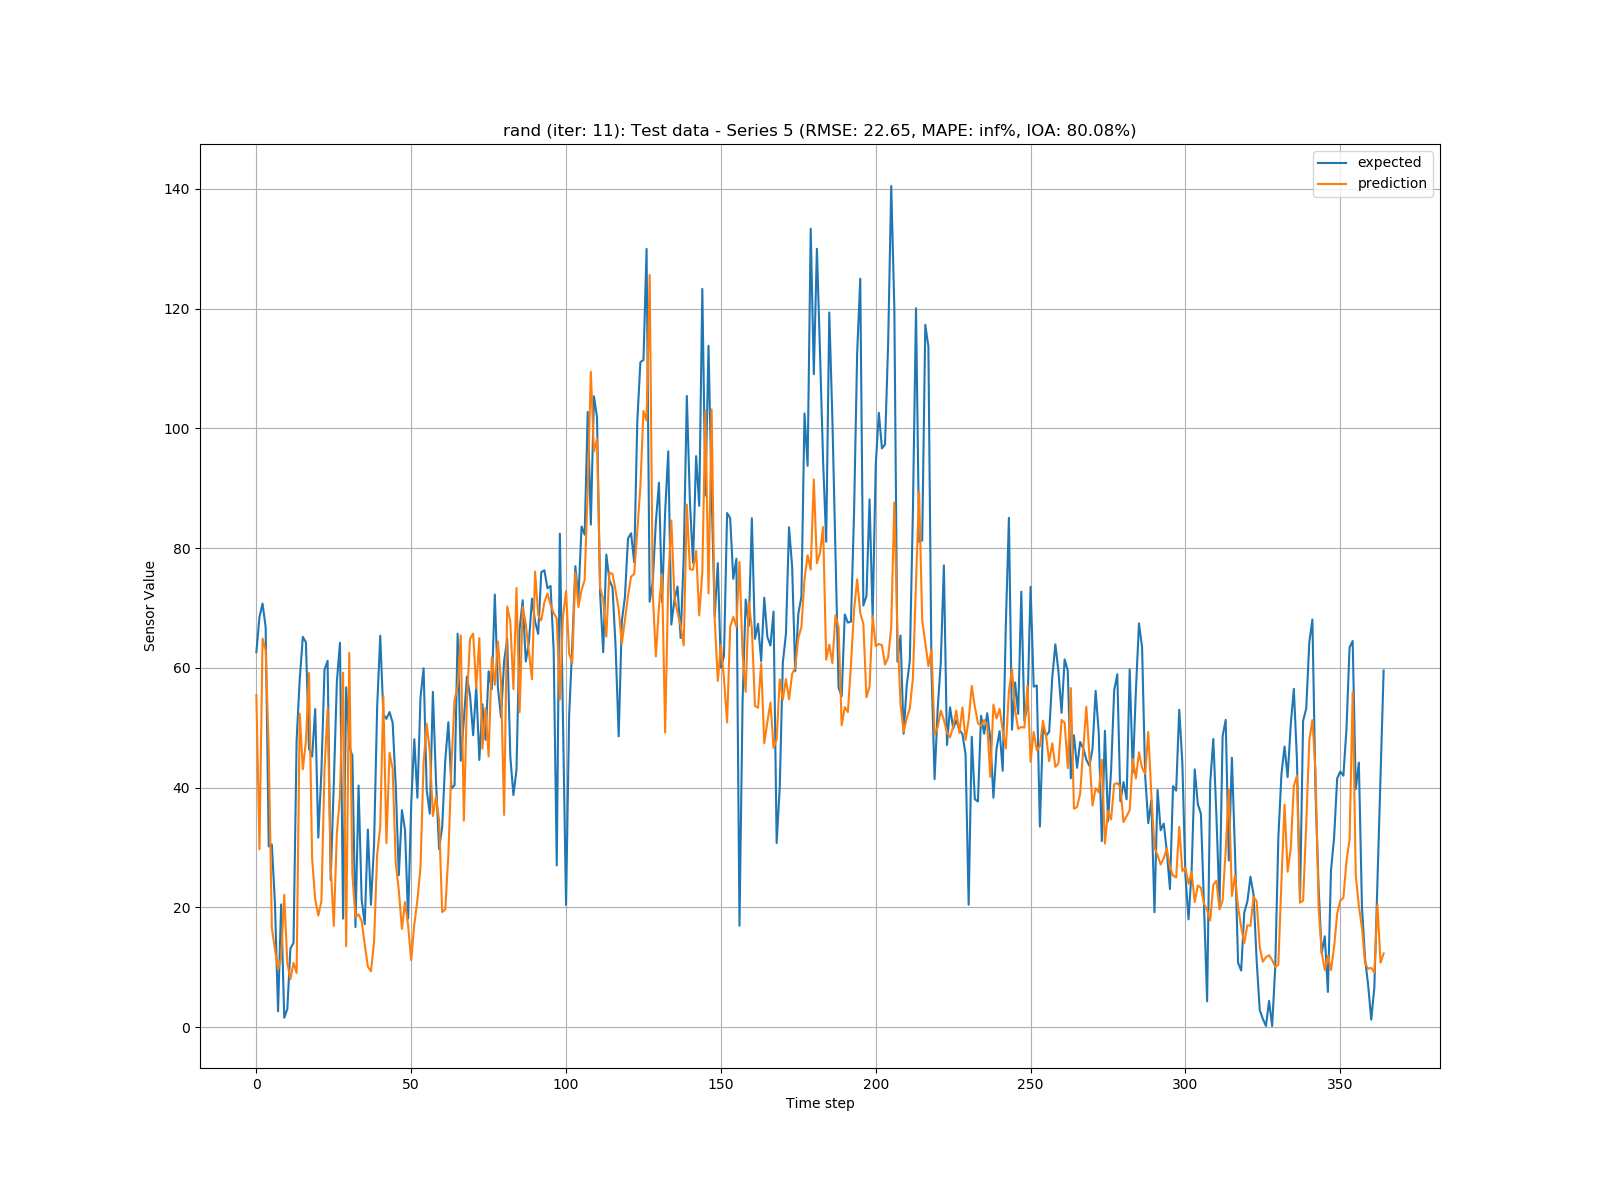 rand (iter: 11): Test data - Series 5 (RMSE: 22.65, MAPE: inf%, IOA: 80.08%)
expected
prediction
140
120
100
80
60
40
20
0
Sensor Value
0 50 100 150 200 250 300 350
Time step